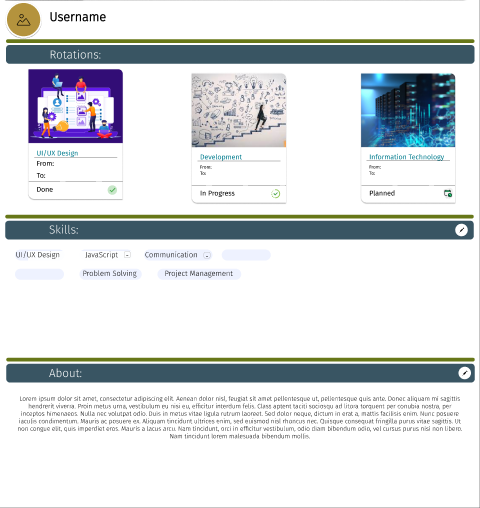 Username
Rotations:
UI/UX Design
From:
To:
Done
Development
From:
To:
In Progress
Information Technology
From:
To:
Planned
Skills:
UI/UX Design JavaScript Communication
Problem Solving Project Management
About:
Lorem ipsum dolor sit amet, consectetur adipiscing elit. Aenean dolor nisl, feugiat sit amet pellentesque ut, pellentesque quis ante. Donec aliquam mi sagittis
hendrerit viverra. Proin metus urna, vestibulum eu nisi eu, efficitur interdum felis. Class aptent taciti sociosqu ad litora torquent per conubia nostra, per
inceptos himenaeos. Nulla nec volutpat odio. Duis in metus vitae ligula rutrum laoreet. Sed dolor neque, dictum in erat a, mattis facilisis enim. Nunc posuere
iaculis condimentum. Mauris ac posuere ex. Aliquam tincidunt ultrices enim, sed euismod nisl rhoncus nec. Quisque consequat fringilla purus vitae sagittis. Ut
non congue elit, quis imperdiet eros. Mauris a lacus arcu. Nam tincidunt, orci in efficitur vestibulum, odio diam bibendum odio, vel cursus purus nisi non libero.
Nam tincidunt lorem malesuada bibendum mollis.